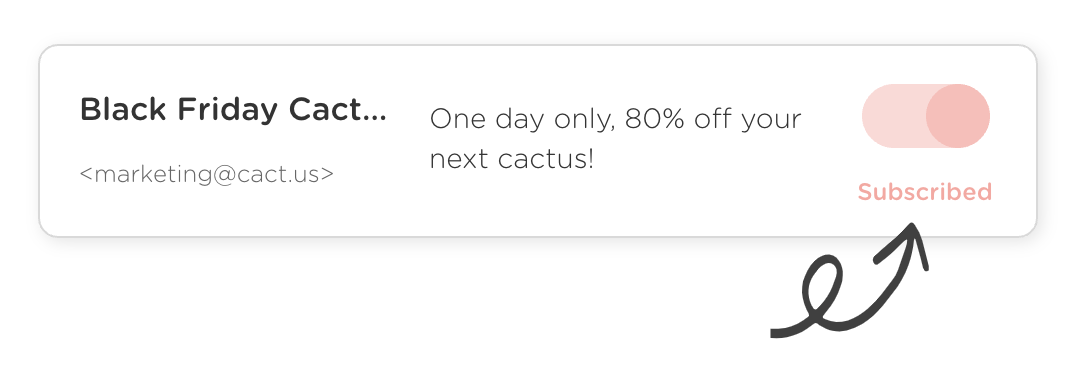 Black Friday Cact...
<marketing@cact.us>
One day only, 80% off your
next cactus!
Subscribed